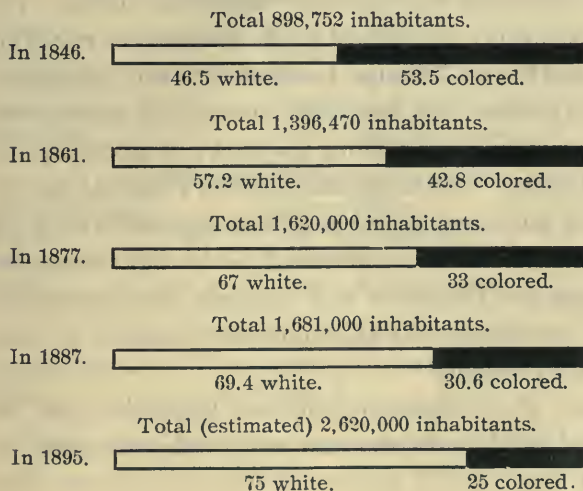 Total 898,752 inhabitants.
In 1846.
46.5 white. 53.5 colored.
Total 1,396,470 inhabitants.
In 1861.
57.2 white. 42.8 colored.
Total 1,620,000 inhabitants.
In 1877.
67 white. 33 colored.
Total 1,681,000 inhabitants.
In 1887.
69.4 white. 30.6 colored.
Total (estimated) 2,620,000 inhabitants.
In 1895.
75 white. 25 colored.